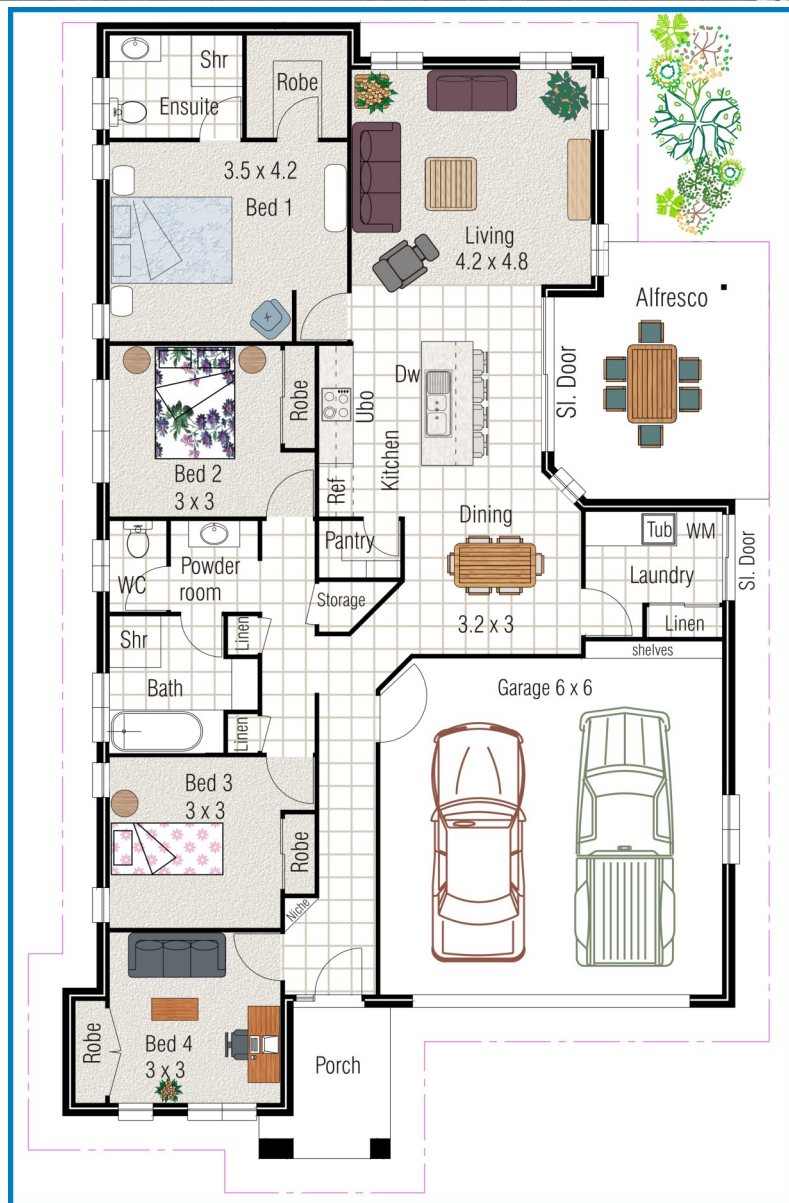 Shr
Robe
Ensuite
3.5 x 4.2
Bed 1
Living
4.2 x 4.8
Alfresco
Sl. Door
Dw
Ubo
Robe
Kitchen
Ref
Bed 2
3 x 3
Dining
Pantry
Tub
WM
Sl. Door
Powder
room
WC
Laundry
Storage
Linen
3.2 x 3
Linen
Shr
shelves
Bath
Garage 6 x 6
Linen
Bed 3
3 x 3
Robe
Niche
Robe
Bed 4
3 x 3
Porch